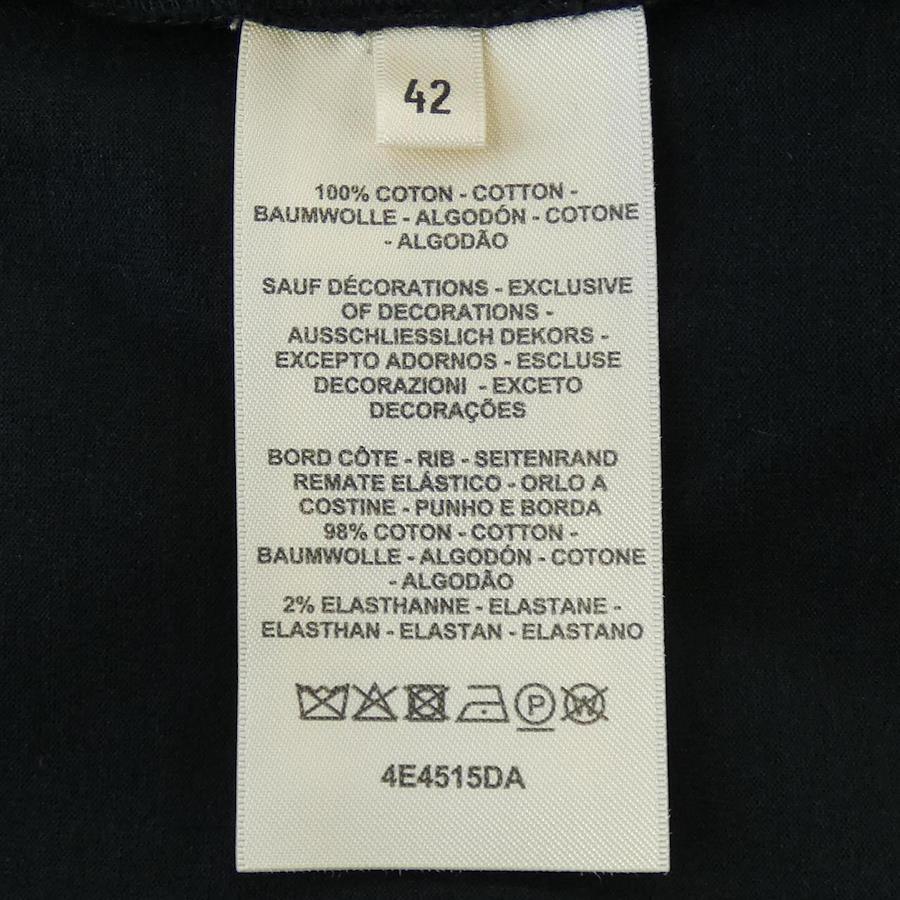 42
100% COTON - COTTON -
BAUMWOLLE - ALGODÓN - COTONE
- ALGODÃO
SAUF DÉCORATIONS - EXCLUSIVE
OF DECORATIONS -
AUSSCHLIESSLICH DEKORS -
EXCEPTO ADORNOS - ESCLUSE
DECORAZIONI - EXCETO
DECORAÇÕES
BORD CÔTE - RIB - SEITENRAND
REMATE ELÁSTICO - ORLO A
COSTINE - PUNHO E BORDA
98% COTON - COTTON -
BAUMWOLLE - ALGODÓN - COTONE
- ALGODÃO
2% ELASTHANNE - ELASTANE -
ELASTHAN - ELASTAN - ELASTANO
P W
4E4515DA